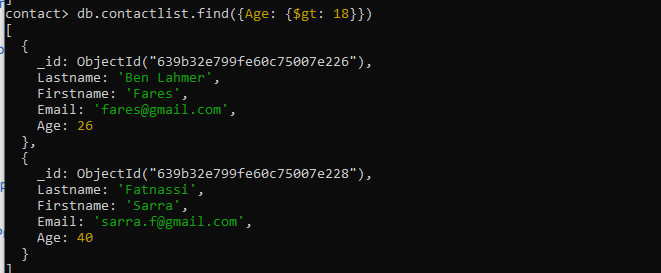 contact> db.contactlist.find({Age: {$gt: 18}})
[
  {
    _id: ObjectId("639b32e799fe60c75007e226"),
    Lastname: 'Ben Lahmer',
    Firstname: 'Fares',
    Email: 'fares@gmail.com',
    Age: 26
  },
  {
    _id: ObjectId("639b32e799fe60c75007e228"),
    Lastname: 'Fatnassi',
    Firstname: 'Sarra',
    Email: 'sarra.f@gmail.com',
    Age: 40
  }
]